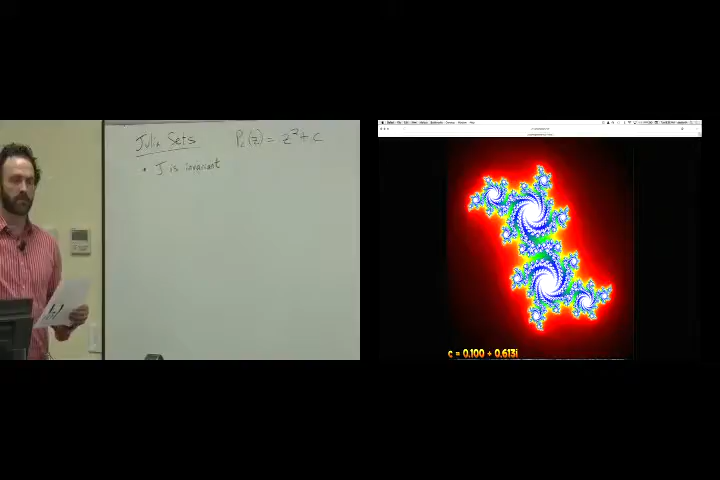 Julia Sets P_c(z) = z² + c
• J is invariant
c = 0.100 + 0.613i